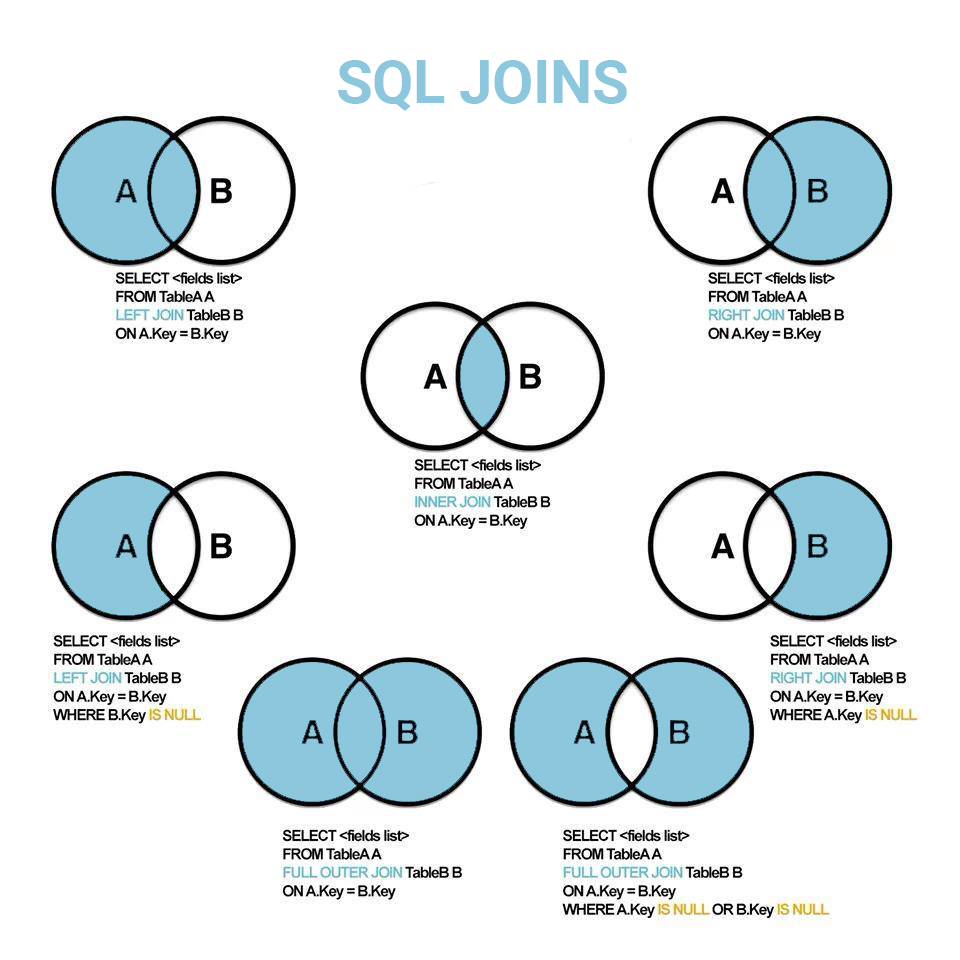 SQL JOINS
A B
SELECT <fields list>
FROM TableA A
LEFT JOIN TableB B
ON A.Key = B.Key
A B
SELECT <fields list>
FROM TableA A
RIGHT JOIN TableB B
ON A.Key = B.Key
A B
SELECT <fields list>
FROM TableA A
INNER JOIN TableB B
ON A.Key = B.Key
A B
SELECT <fields list>
FROM TableA A
LEFT JOIN TableB B
ON A.Key = B.Key
WHERE B.Key IS NULL
A B
SELECT <fields list>
FROM TableA A
RIGHT JOIN TableB B
ON A.Key = B.Key
WHERE A.Key IS NULL
A B
SELECT <fields list>
FROM TableA A
FULL OUTER JOIN TableB B
ON A.Key = B.Key
A B
SELECT <fields list>
FROM TableA A
FULL OUTER JOIN TableB B
ON A.Key = B.Key
WHERE A.Key IS NULL OR B.Key IS NULL